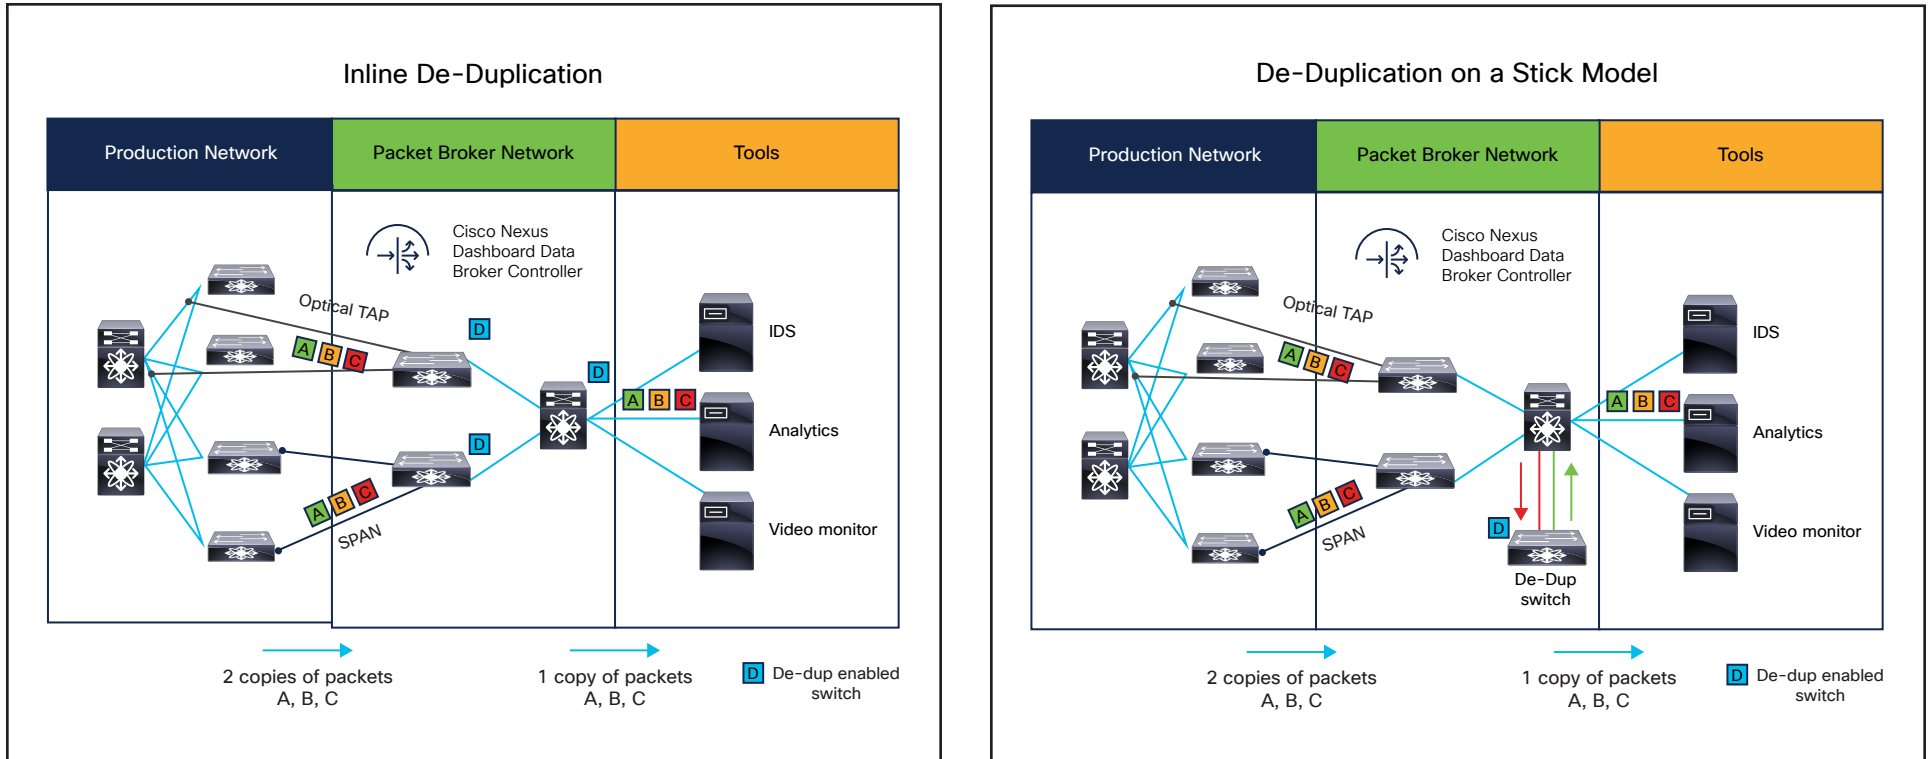 Inline De-Duplication
Production Network
Packet Broker Network
Tools
Cisco Nexus
Dashboard Data
Broker Controller
Optical TAP
A B C
D
D
D
A B C
IDS
Analytics
Video monitor
A B C
SPAN
2 copies of packets
A, B, C
1 copy of packets
A, B, C
D De-dup enabled
switch
De-Duplication on a Stick Model
Production Network
Packet Broker Network
Tools
Cisco Nexus
Dashboard Data
Broker Controller
Optical TAP
A B C
A B C
IDS
Analytics
Video monitor
A B C
SPAN
D
De-Dup
switch
2 copies of packets
A, B, C
1 copy of packets
A, B, C
D De-dup enabled
switch